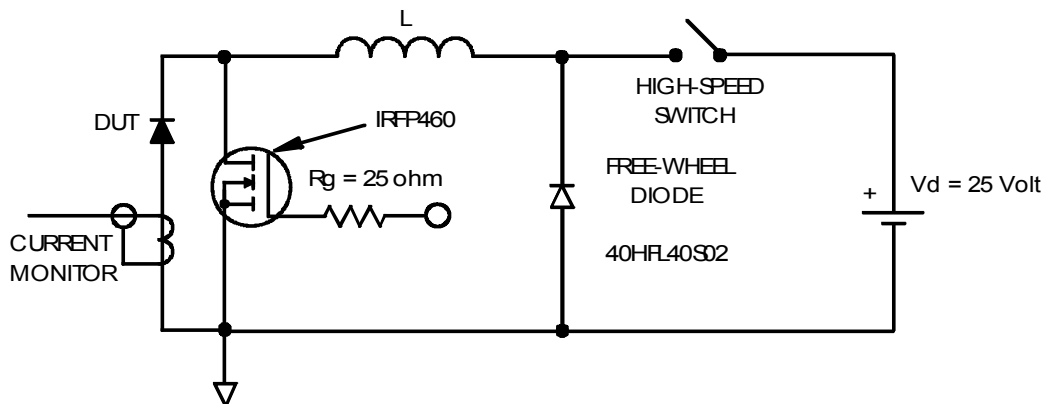 L
HIGH-SPEED
SWITCH
DUT
IRFP460
Rg = 25 ohm
FREE-WHEEL
DIODE
40HFL40S02
+
Vd = 25 Volt
CURRENT
MONITOR